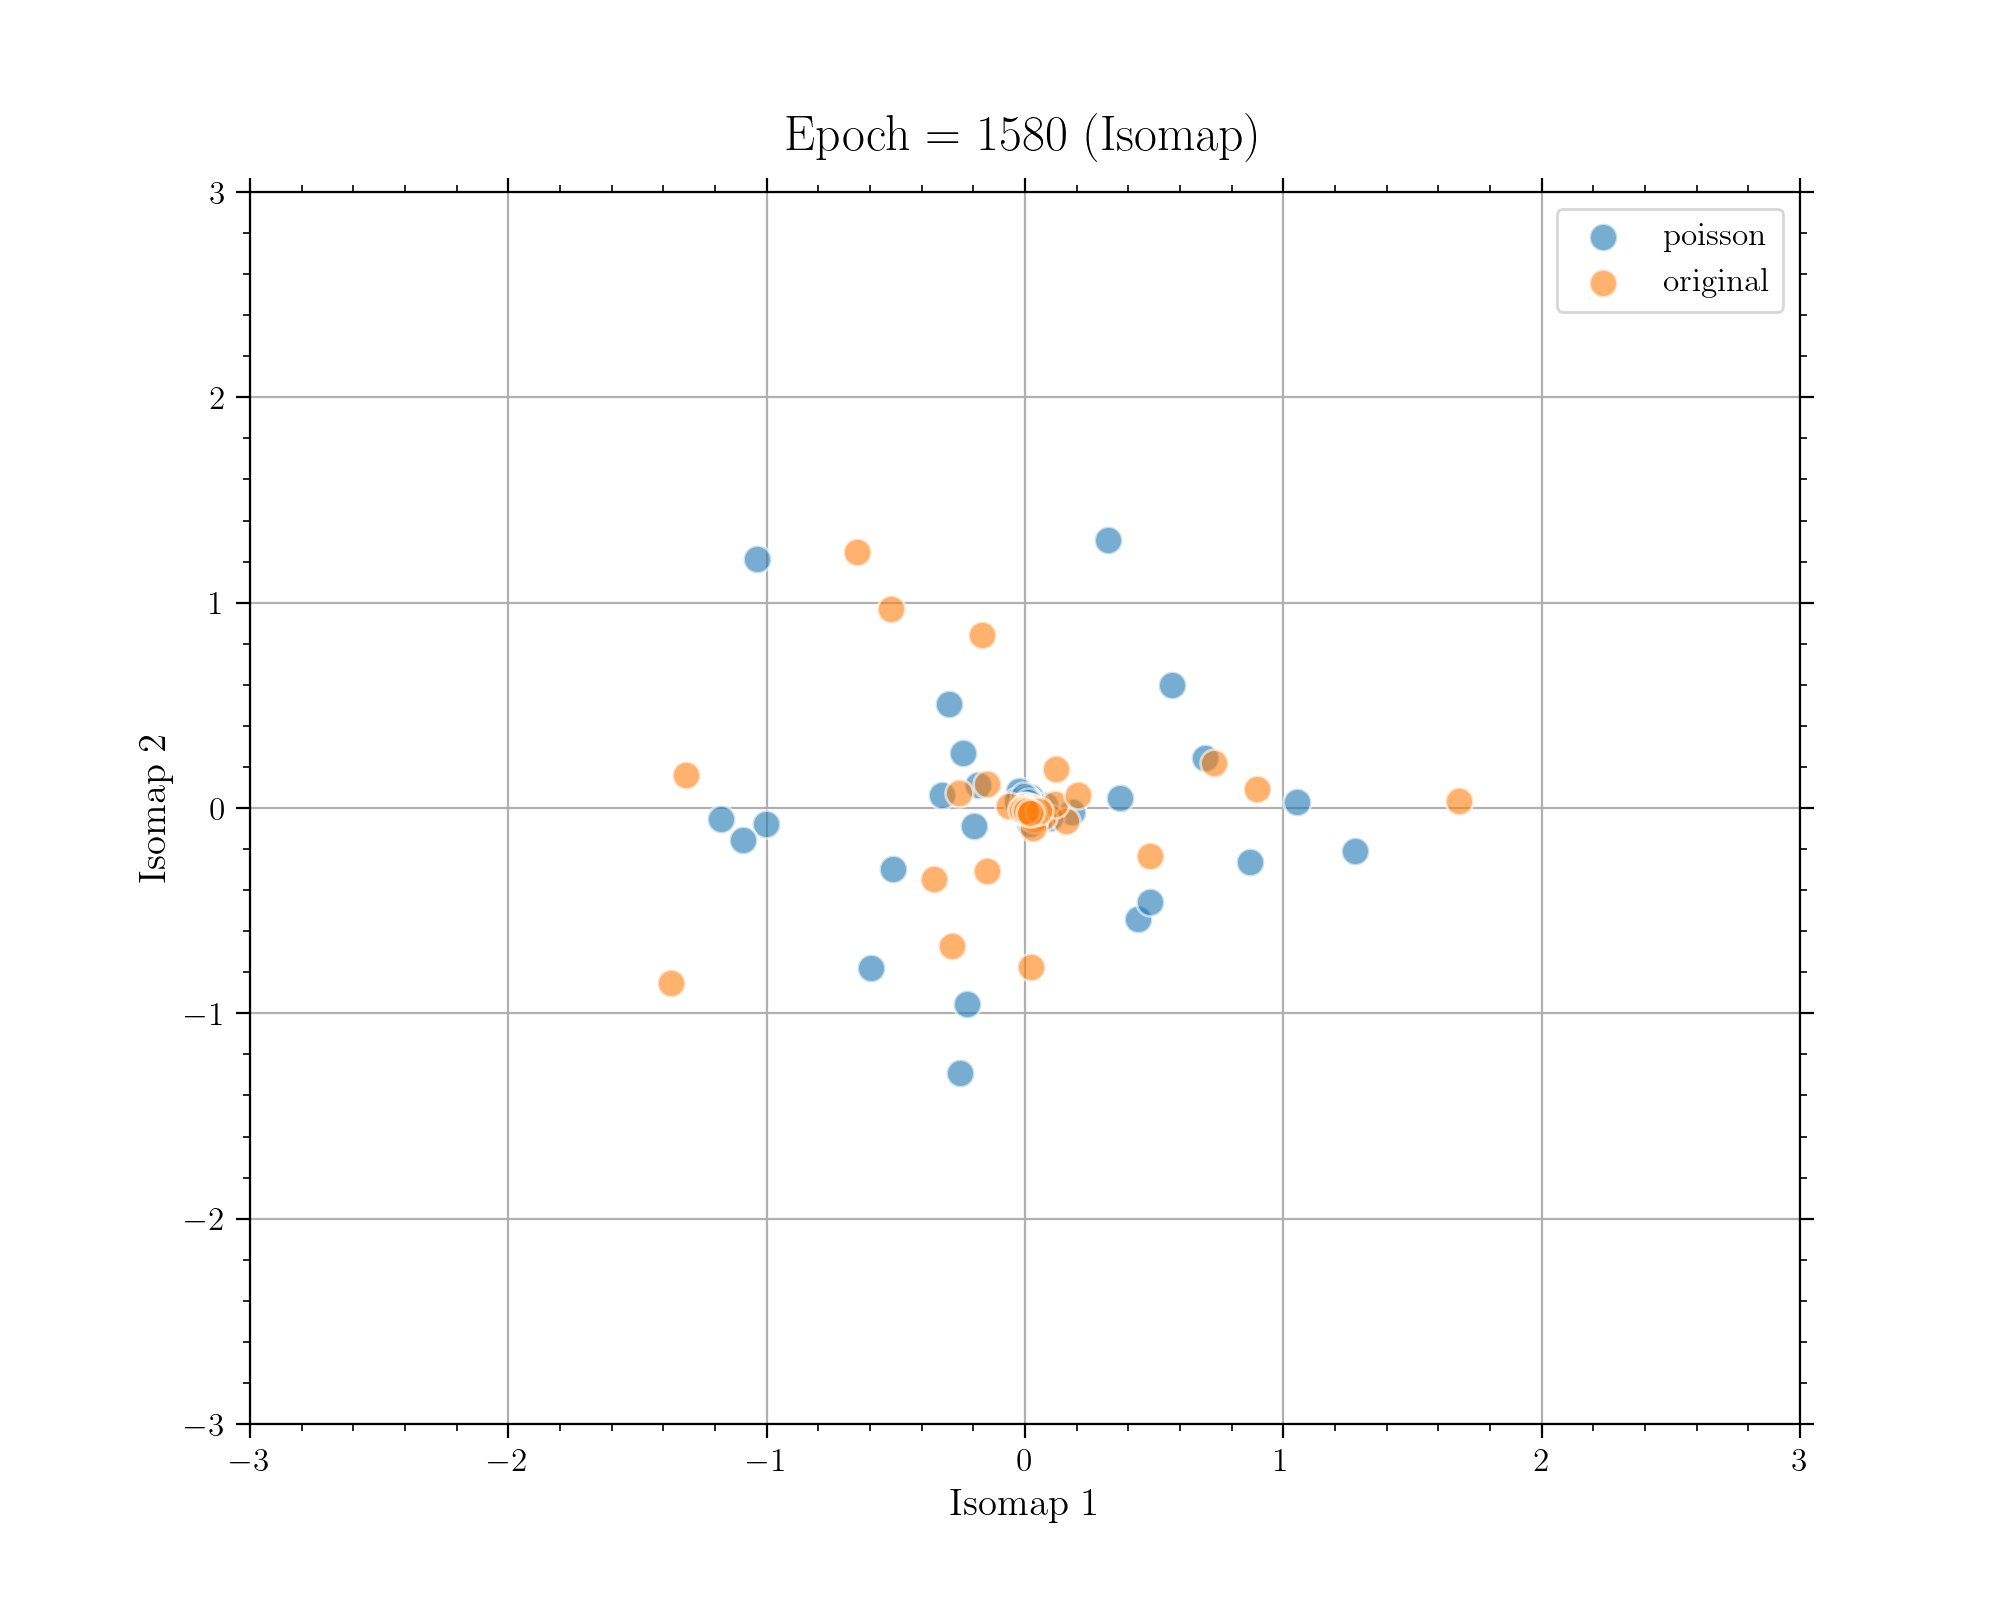 Epoch = 1580 (Isomap)
poisson
original
3
2
1
0
−1
−2
−3
Isomap 2
−3
−2
−1
0
1
2
3
Isomap 1